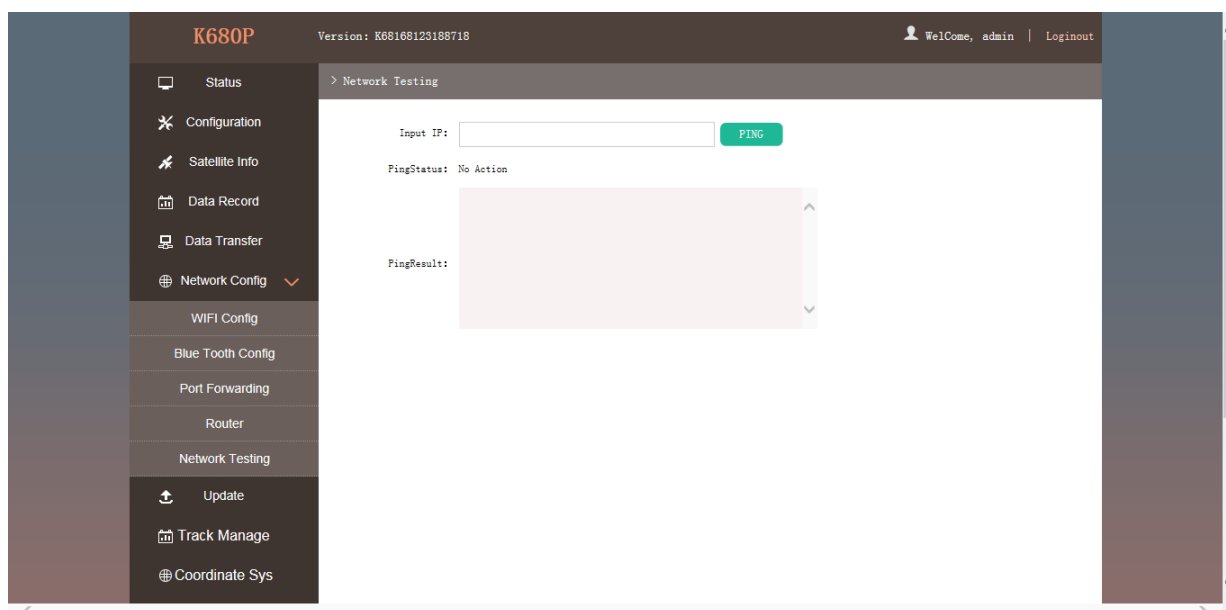 K680P
Version: K68168123188718
WelCome, admin | Loginout
Status
Configuration
Satellite Info
Data Record
Data Transfer
Network Config
WIFI Config
Blue Tooth Config
Port Forwarding
Router
Network Testing
Update
Track Manage
Coordinate Sys
> Network Testing
Input IP:
PING
PingStatus: No Action
PingResult: